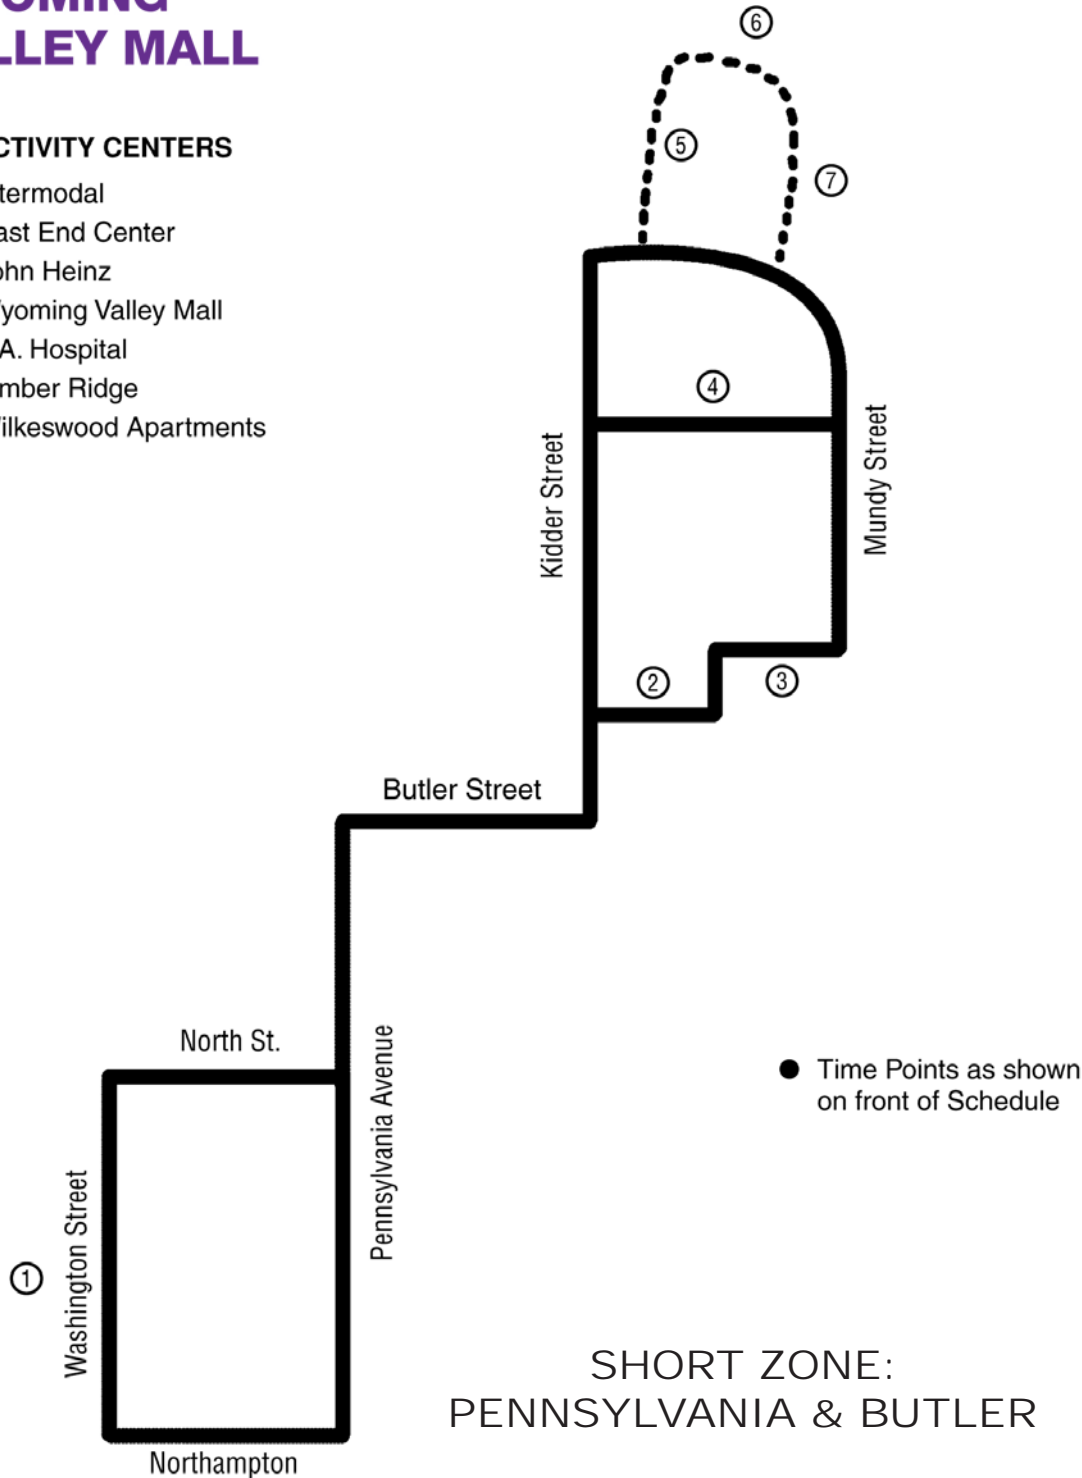 OMING
LLEY MALL
CTIVITY CENTERS
termodal
ast End Center
ohn Heinz
yoming Valley Mall
A. Hospital
mber Ridge
ilkeswood Apartments
6
5
7
4
Kidder Street
Mundy Street
2
3
Butler Street
North St.
Pennsylvania Avenue
● Time Points as shown
on front of Schedule
Washington Street
1
SHORT ZONE:
PENNSYLVANIA & BUTLER
Northampton